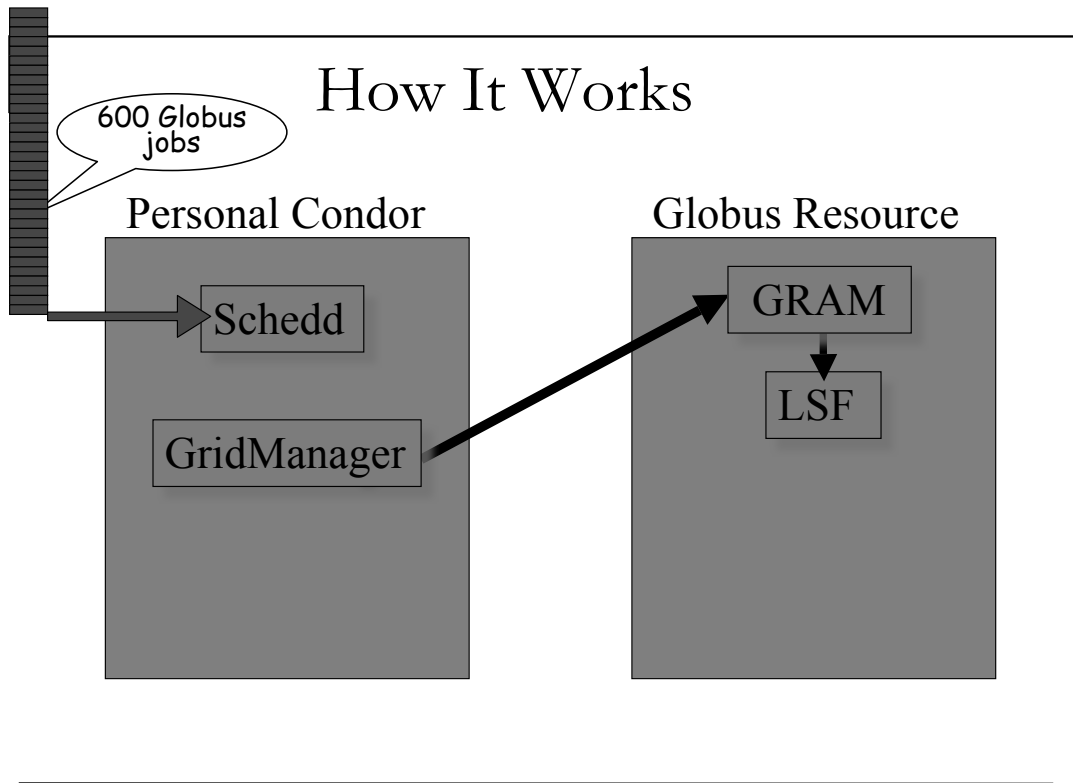 How It Works
600 Globus
jobs
Personal Condor
Globus Resource
Schedd
GRAM
LSF
GridManager